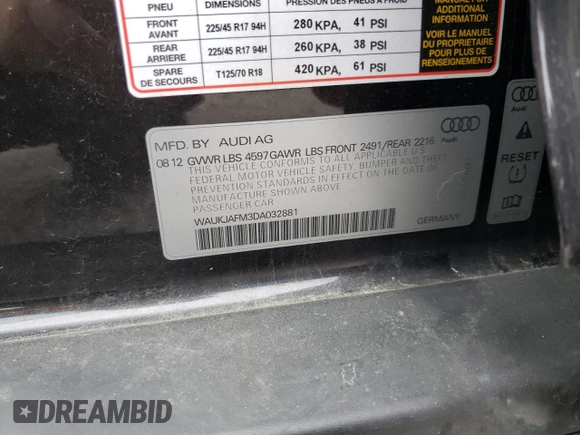 PNEU DIMENSIONS PRESSION DES PNEUS A FROID
FRONT AVANT 225/45 R17 94H 280 KPA, 41 PSI
REAR ARRIERE 225/45 R17 94H 260 KPA, 38 PSI
SPARE DE SECOURS T125/70 R18 420 KPA, 61 PSI
MANUAL FOR
ADDITIONAL
INFORMATION
VOIR LE MANUEL
DU PROPRIETAIRE
POUR PLUS DE
RENSEIGNEMENTS
MFD. BY AUDI AG
Audi
08 12 GVWR LBS 4597 GAWR LBS FRONT 2491/REAR 2216
THIS VEHICLE CONFORMS TO ALL APPLICABLE U.S.
FEDERAL MOTOR VEHICLE SAFETY, BUMPER, AND
THEFT PREVENTION STANDARDS IN EFFECT ON THE DATE OF
MANUFACTURE SHOWN ABOVE
PASSENGER CAR
WAUKJAFM3DA032881
GERMANY
DREAMBID